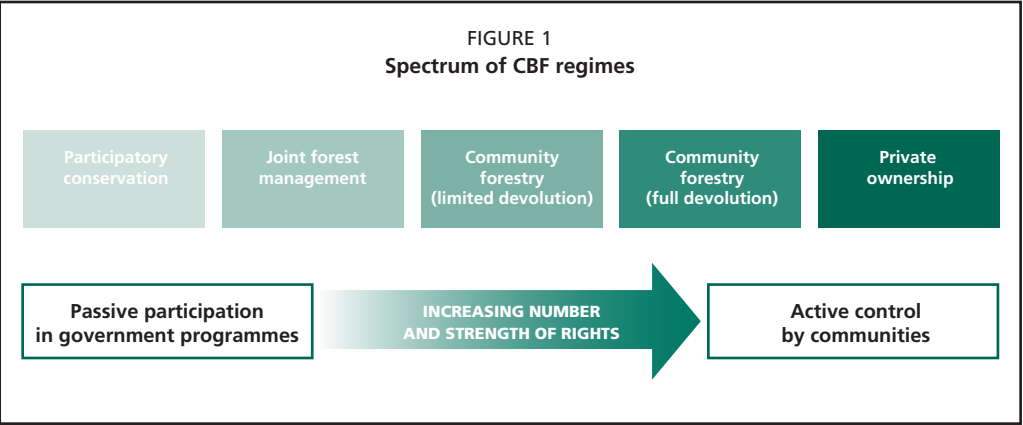 FIGURE 1
Spectrum of CBF regimes
Participatory
conservation
Joint forest
management
Community
forestry
(limited devolution)
Community
forestry
(full devolution)
Private
ownership
Passive participation
in government programmes
INCREASING NUMBER
AND STRENGTH OF RIGHTS
Active control
by communities